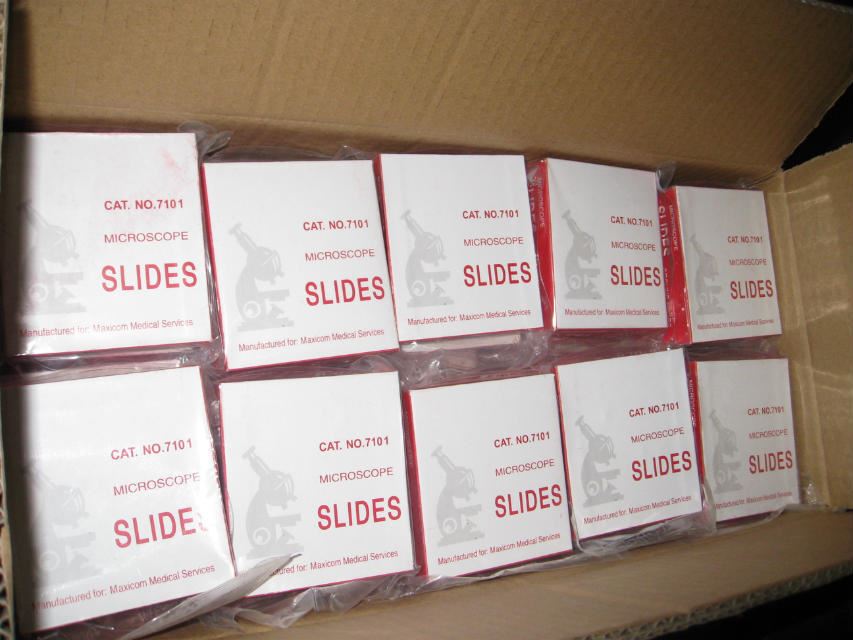 CAT. NO.7101
MICROSCOPE
SLIDES
Manufactured for: Maxicom Medical Services
CAT. NO.7101
MICROSCOPE
SLIDES
Manufactured for: Maxicom Medical Services
CAT. NO.7101
MICROSCOPE
SLIDES
Manufactured for: Maxicom Medical Services
MICROSCOPE
SLIDES
CAT. NO.7101
MICROSCOPE
SLIDES
Manufactured for: Maxicom Medical Services
SLIDES
MICROSCOPE
CAT. NO.7101
MICROSCOPE
SLIDES
Manufactured for: Maxicom Medical Services
CAT. NO.7101
MICROSCOPE
SLIDES
Manufactured for: Maxicom Medical Services
CAT. NO.7101
MICROSCOPE
SLIDES
for: Maxicom Medical Services
CAT. NO.7101
MICROSCOPE
SLIDES
Manufactured for: Maxicom Medical Services
CAT. NO.7101
MICROSCOPE
SLIDES
Manufactured for: Maxicom Medical Services
CAT. NO.7101
MICROSCOPE
SLIDES
Manufactured for: Maxicom Medical Services